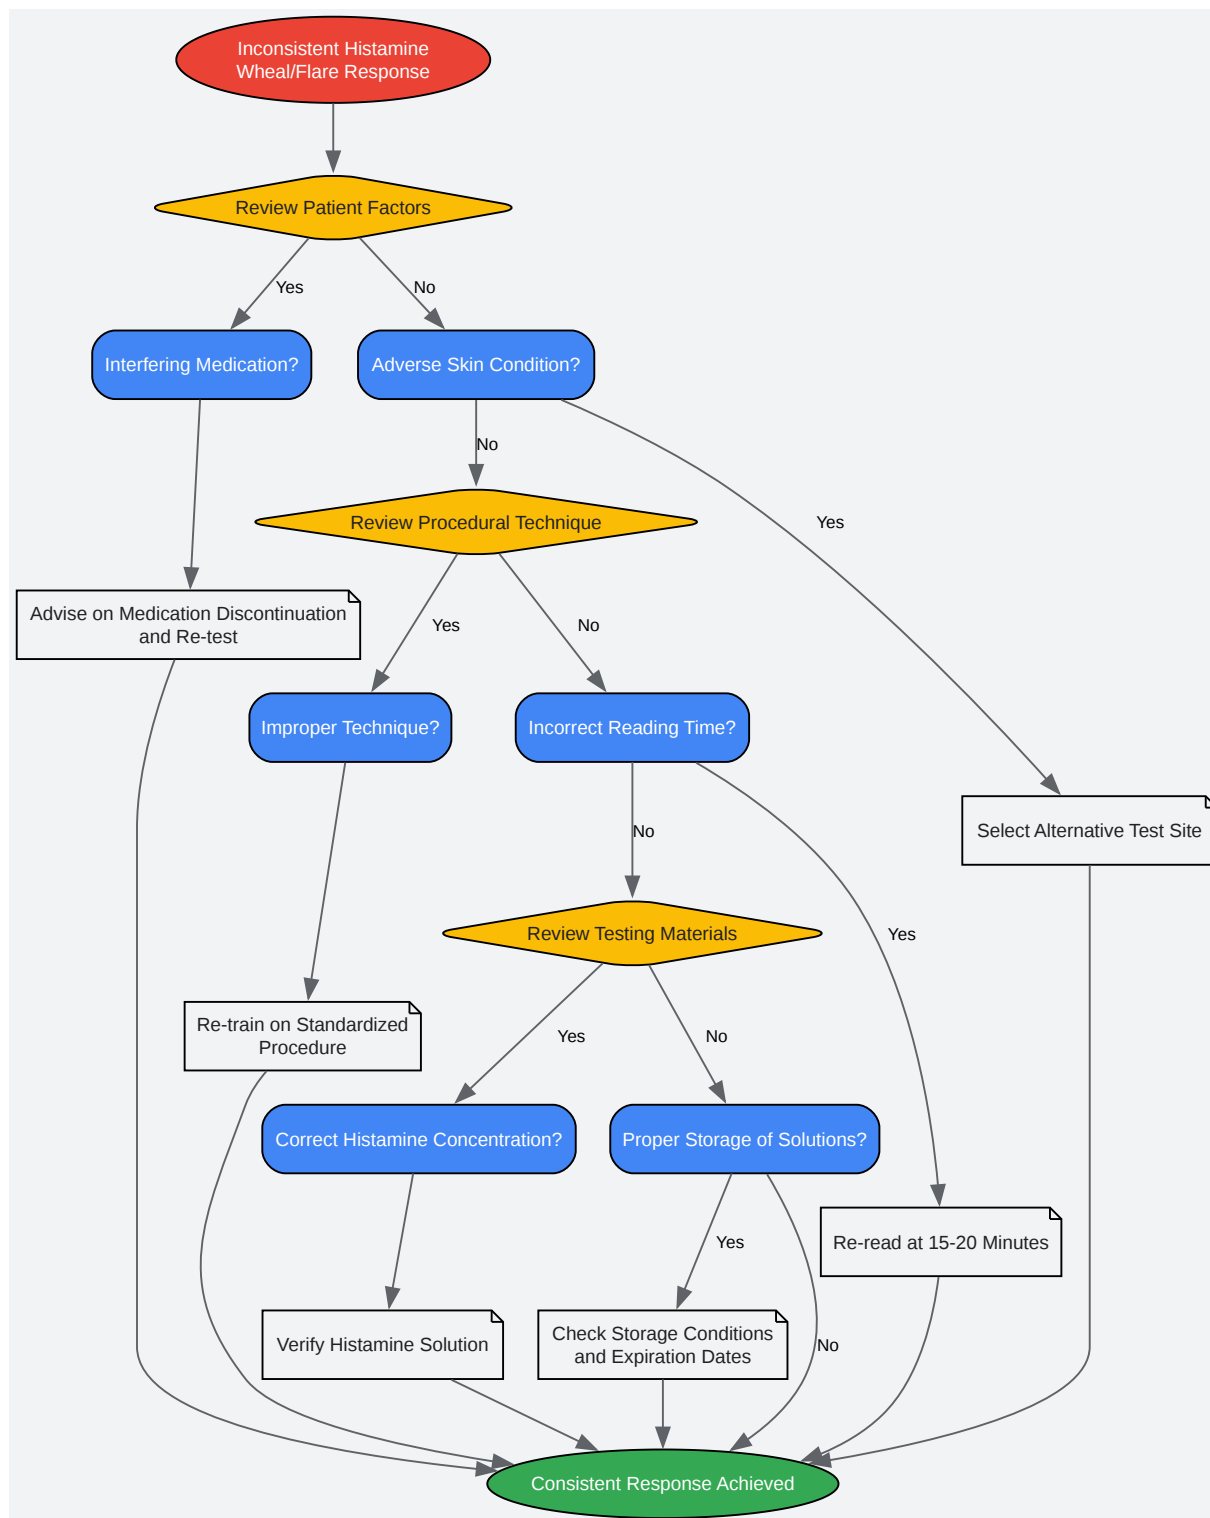 Inconsistent Histamine
Wheal/Flare Response
Review Patient Factors
Yes
No
Interfering Medication?
Adverse Skin Condition?
No
Review Procedural Technique
Yes
Advise on Medication Discontinuation
and Re-test
Yes
No
Improper Technique?
Incorrect Reading Time?
No
Select Alternative Test Site
Review Testing Materials
Yes
Re-train on Standardized
Procedure
Yes
No
Correct Histamine Concentration?
Proper Storage of Solutions?
Yes
Re-read at 15-20 Minutes
Verify Histamine Solution
Check Storage Conditions
and Expiration Dates
No
Consistent Response Achieved